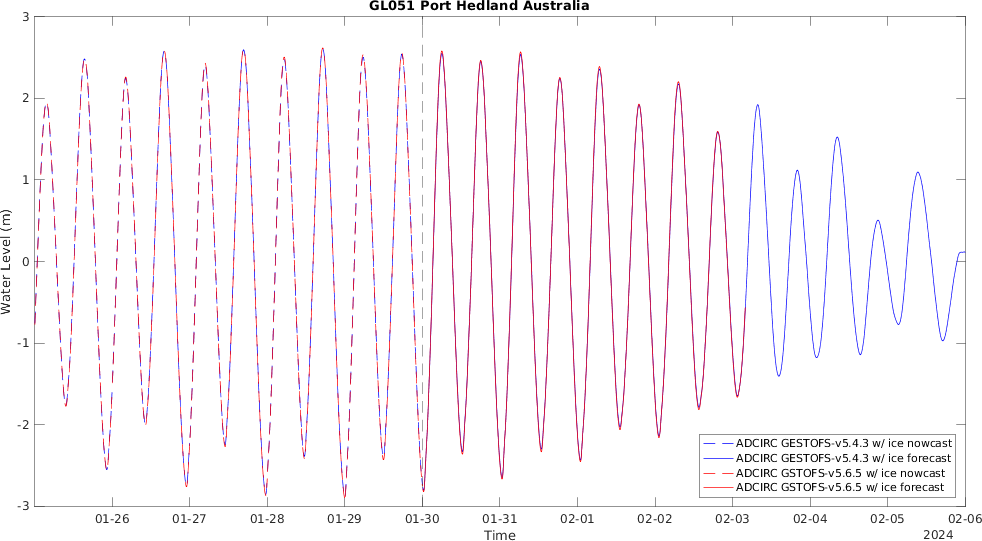 GL051 Port Hedland Australia
3
2
1
0
-1
-2
-3
Water Level (m)
ADCIRC GESTOFS-v5.4.3 w/ ice nowcast
ADCIRC GESTOFS-v5.4.3 w/ ice forecast
ADCIRC GSTOFS-v5.6.5 w/ ice nowcast
ADCIRC GSTOFS-v5.6.5 w/ ice forecast
01-26 01-27 01-28 01-29 01-30 01-31 02-01 02-02 02-03 02-04 02-05 02-06
Time 2024